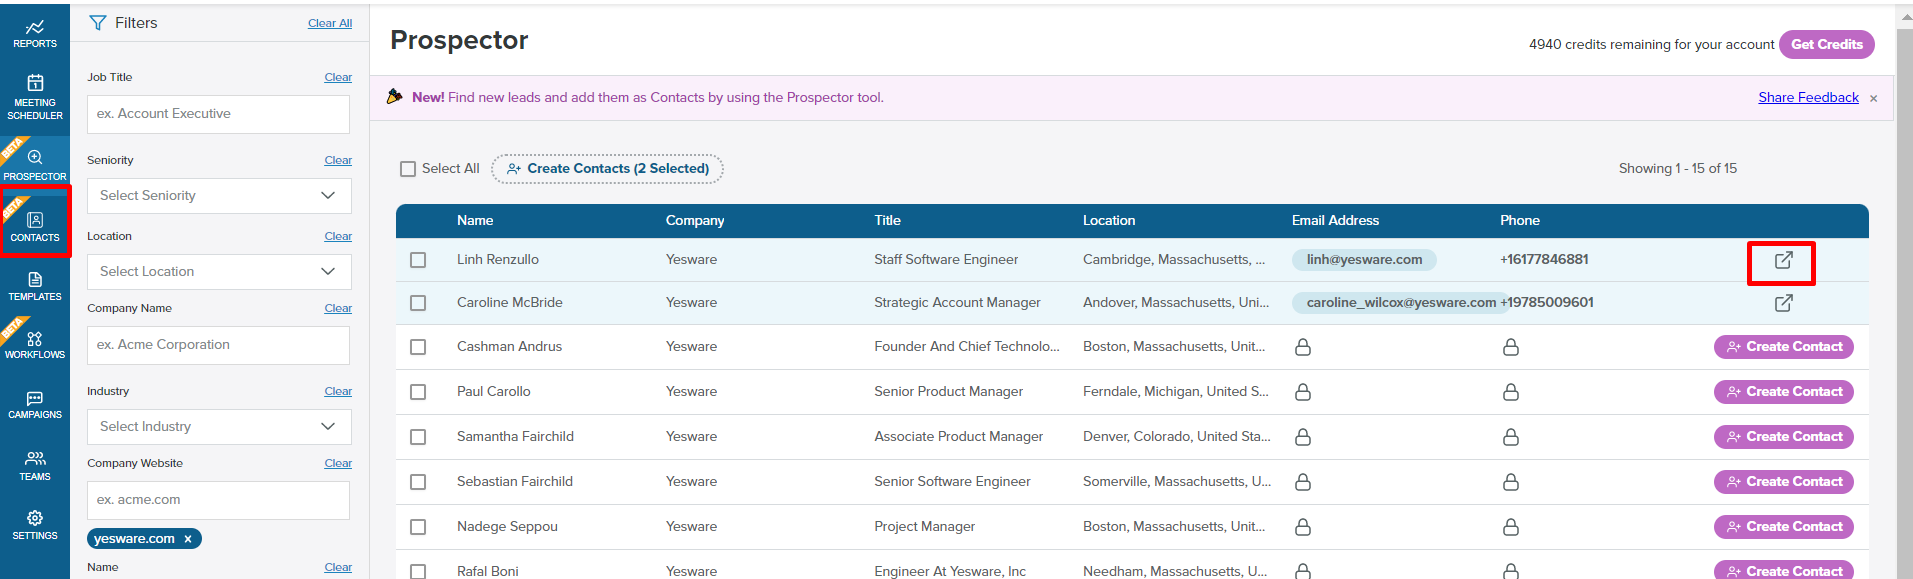 REPORTS
MEETING
SCHEDULER
BETA
PROSPECTOR
BETA
CONTACTS
TEMPLATES
BETA
WORKFLOWS
CAMPAIGNS
TEAMS
SETTINGS
Filters Clear All
Job Title Clear
ex. Account Executive
Seniority Clear
Select Seniority
Location Clear
Select Location
Company Name Clear
ex. Acme Corporation
Industry Clear
Select Industry
Company Website Clear
ex. acme.com
yesware.com ×
Name Clear
Prospector
4940 credits remaining for your account Get Credits
New! Find new leads and add them as Contacts by using the Prospector tool. Share Feedback ×
Select All Create Contacts (2 Selected) Showing 1 - 15 of 15
Name Company Title Location Email Address Phone
Linh Renzullo Yesware Staff Software Engineer Cambridge, Massachusetts, ... linh@yesware.com +16177846881
Caroline McBride Yesware Strategic Account Manager Andover, Massachusetts, Uni... caroline_wilcox@yesware.com +19785009601
Cashman Andrus Yesware Founder And Chief Technolo... Boston, Massachusetts, Unit... Create Contact
Paul Carollo Yesware Senior Product Manager Ferndale, Michigan, United S... Create Contact
Samantha Fairchild Yesware Associate Product Manager Denver, Colorado, United Sta... Create Contact
Sebastian Fairchild Yesware Senior Software Engineer Somerville, Massachusetts, U... Create Contact
Nadege Seppou Yesware Project Manager Boston, Massachusetts, Unit... Create Contact
Rafal Boni Yesware Engineer At Yesware, Inc Needham, Massachusetts, U... Create Contact